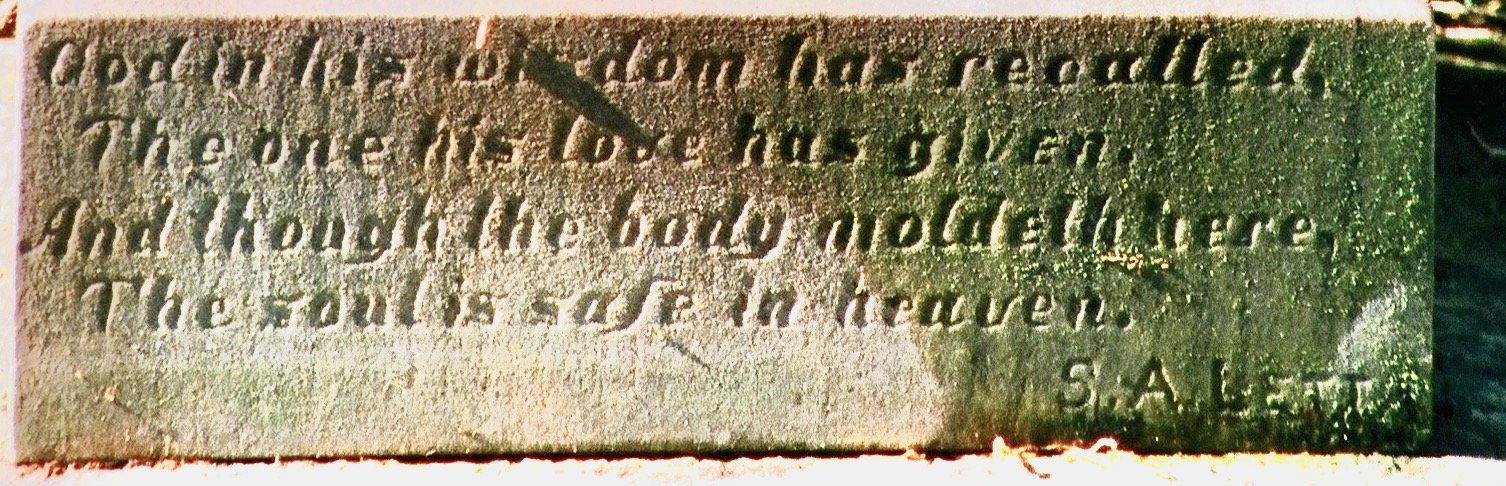 God in his wisdom has recalled,
The one his love has given.
And though the body moldeth here,
The soul is safe in heaven.
S. A. LETT